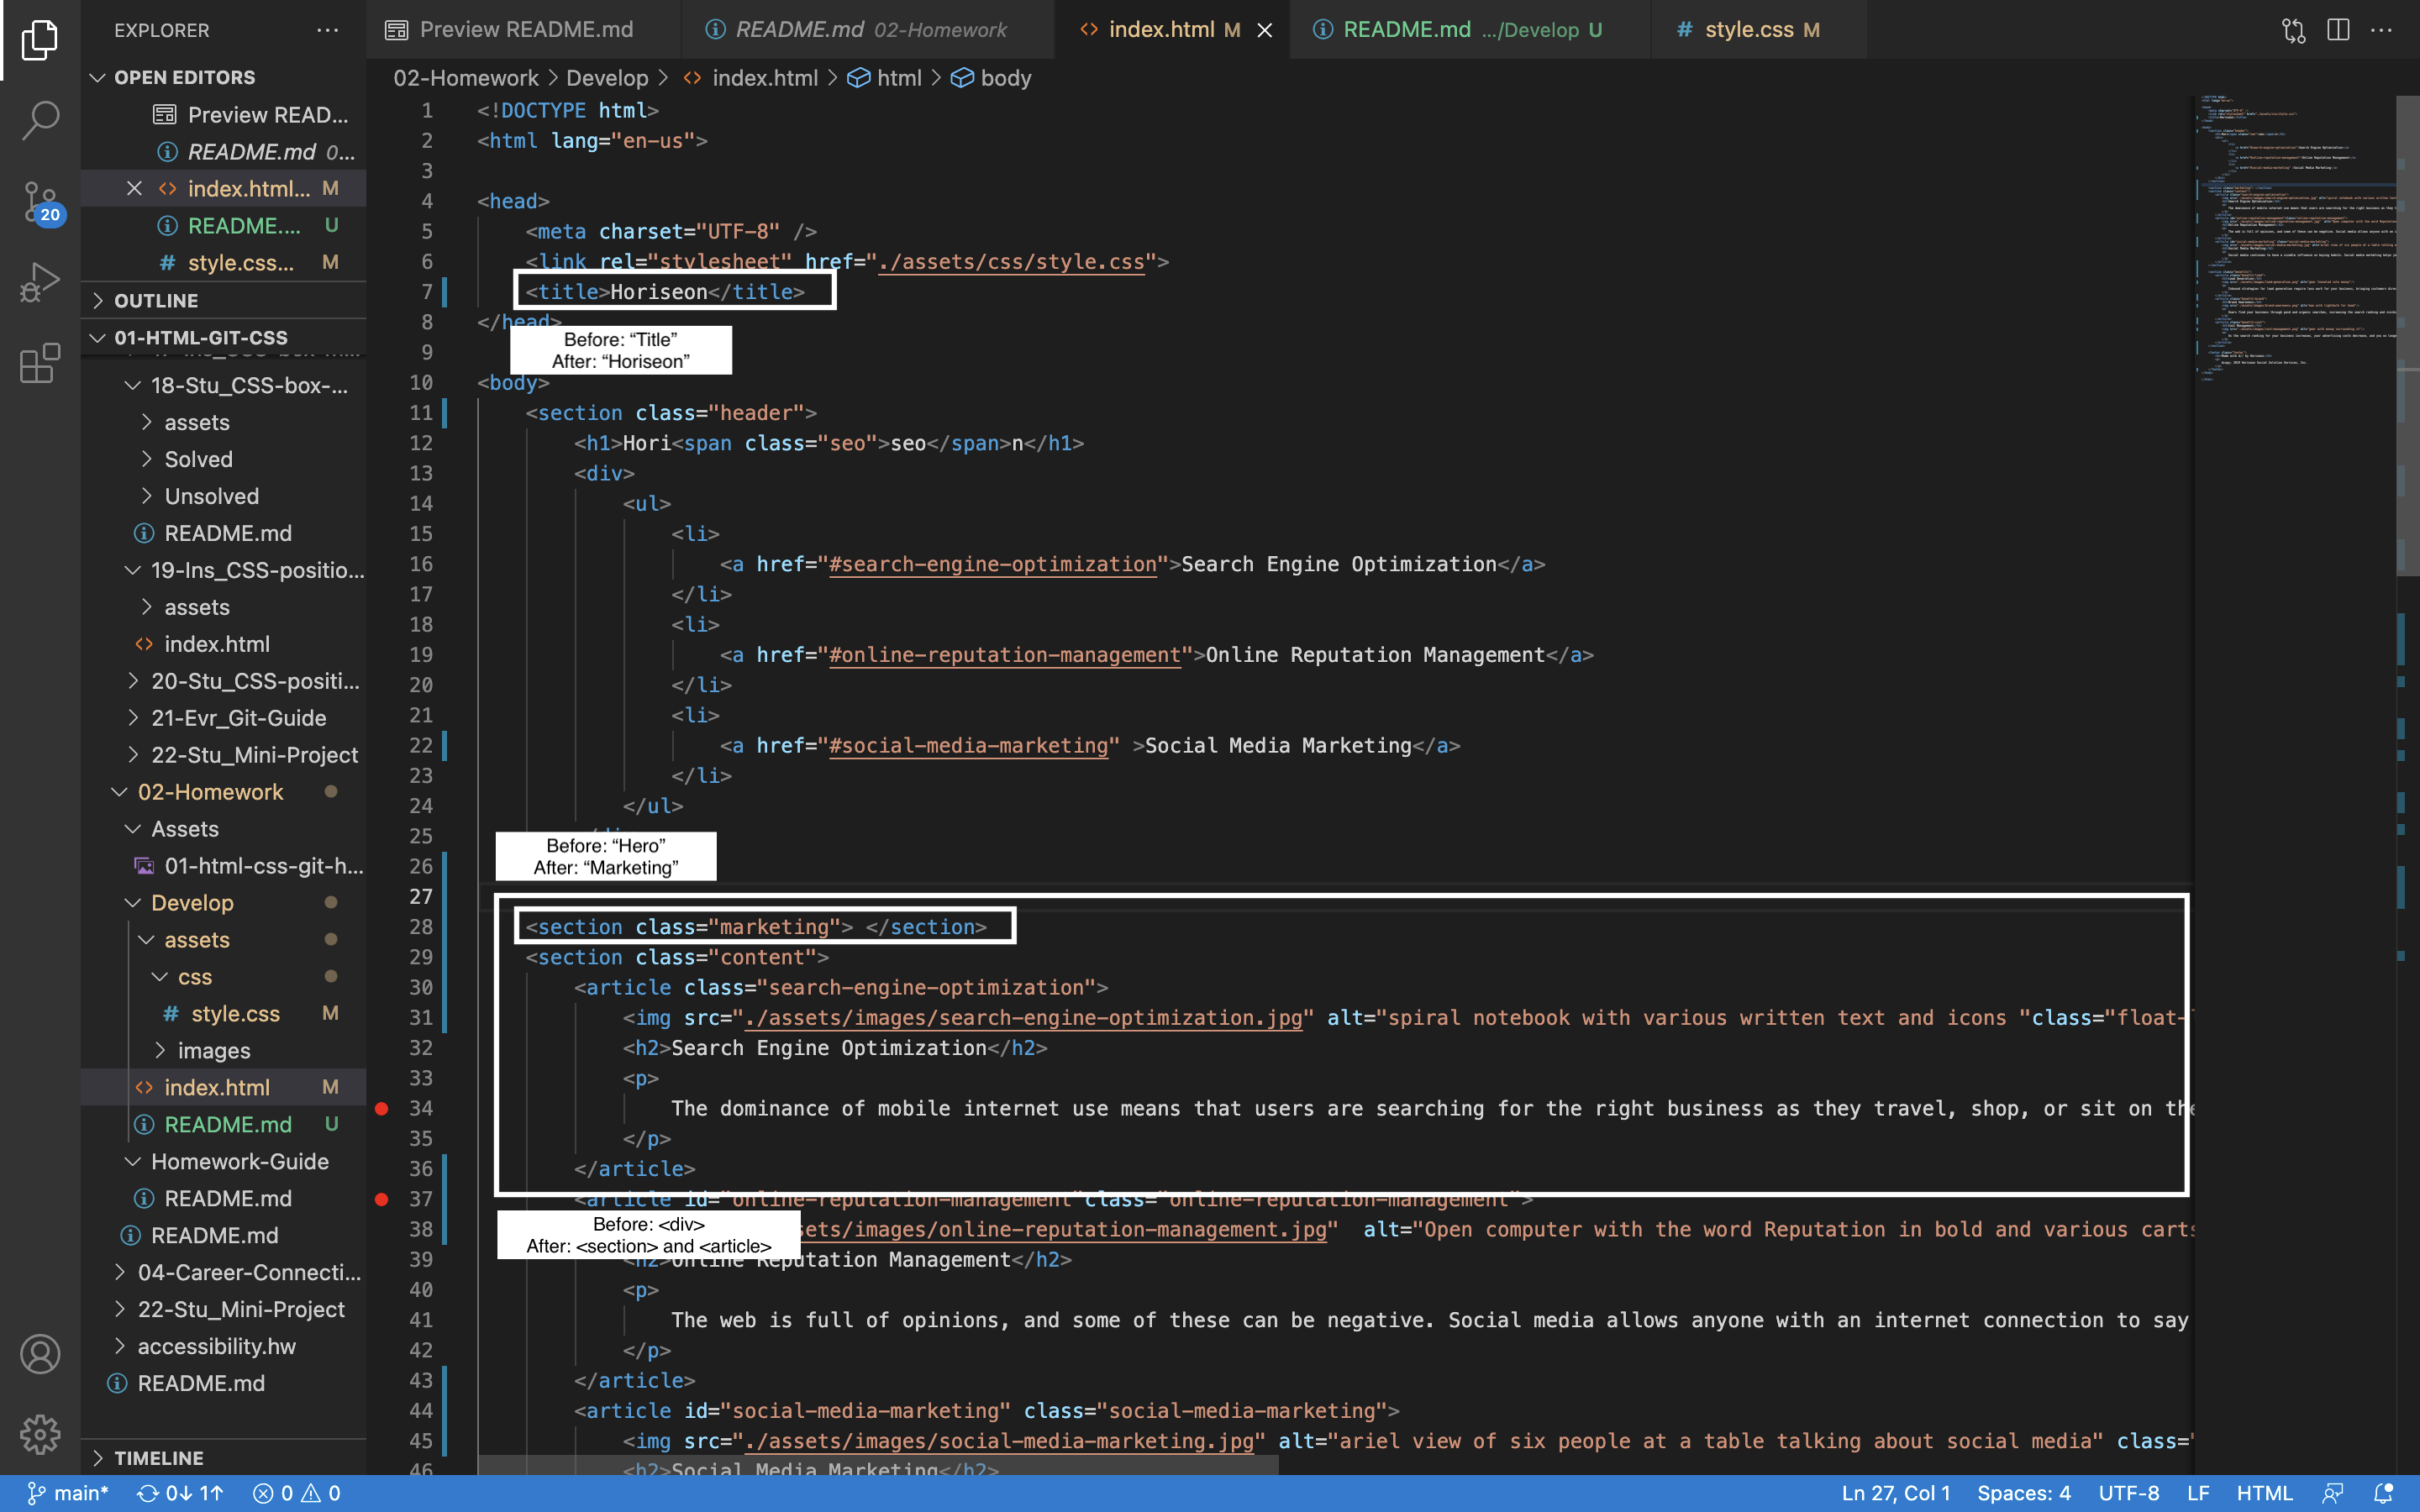 EXPLORER
OPEN EDITORS
Preview READ...
README.md 0...
index.html... M
README.... U
style.css... M
OUTLINE
01-HTML-GIT-CSS
18-Stu_CSS-box-...
assets
Solved
Unsolved
README.md
19-Ins_CSS-positio...
assets
index.html
20-Stu_CSS-positi...
21-Evr_Git-Guide
22-Stu_Mini-Project
02-Homework
Assets
01-html-css-git-h...
Develop
assets
css
style.css M
images
index.html M
README.md U
Homework-Guide
README.md
README.md
04-Career-Connecti...
22-Stu_Mini-Project
accessibility.hw
README.md
TIMELINE
20
Preview README.md
README.md 02-Homework
index.html M
README.md .../Develop U
style.css M
02-Homework > Develop > index.html > html > body
1 <!DOCTYPE html>
2 <html lang="en-us">
3
4 <head>
5 <meta charset="UTF-8" />
6 <link rel="stylesheet" href="./assets/css/style.css">
7 <title>Horiseon</title>
8 </head>
Before: “Title”
After: “Horiseon”
9
10 <body>
11 <section class="header">
12 <h1>Hori<span class="seo">seo</span>n</h1>
13 <div>
14 <ul>
15 <li>
16 <a href="#search-engine-optimization">Search Engine Optimization</a>
17 </li>
18 <li>
19 <a href="#online-reputation-management">Online Reputation Management</a>
20 </li>
21 <li>
22 <a href="#social-media-marketing" >Social Media Marketing</a>
23 </li>
24 </ul>
25
Before: “Hero”
After: “Marketing”
26
27
28 <section class="marketing"> </section>
29 <section class="content">
30 <article class="search-engine-optimization">
31 <img src="./assets/images/search-engine-optimization.jpg" alt="spiral notebook with various written text and icons "class="float-
32 <h2>Search Engine Optimization</h2>
33 <p>
34 The dominance of mobile internet use means that users are searching for the right business as they travel, shop, or sit on the
35 </p>
36 </article>
37 <article id="online-reputation-management"class="online-reputation-management">
Before: <div>
After: <section> and <article>
38 sets/images/online-reputation-management.jpg" alt="Open computer with the word Reputation in bold and various carts
39 <h2>Online Reputation Management</h2>
40 <p>
41 The web is full of opinions, and some of these can be negative. Social media allows anyone with an internet connection to say
42 </p>
43 </article>
44 <article id="social-media-marketing" class="social-media-marketing">
45 <img src="./assets/images/social-media-marketing.jpg" alt="ariel view of six people at a table talking about social media" class="
46 <h2>Social Media Marketing</h2>
main* 0↓ 1↑ 0 0
Ln 27, Col 1 Spaces: 4 UTF-8 LF HTML